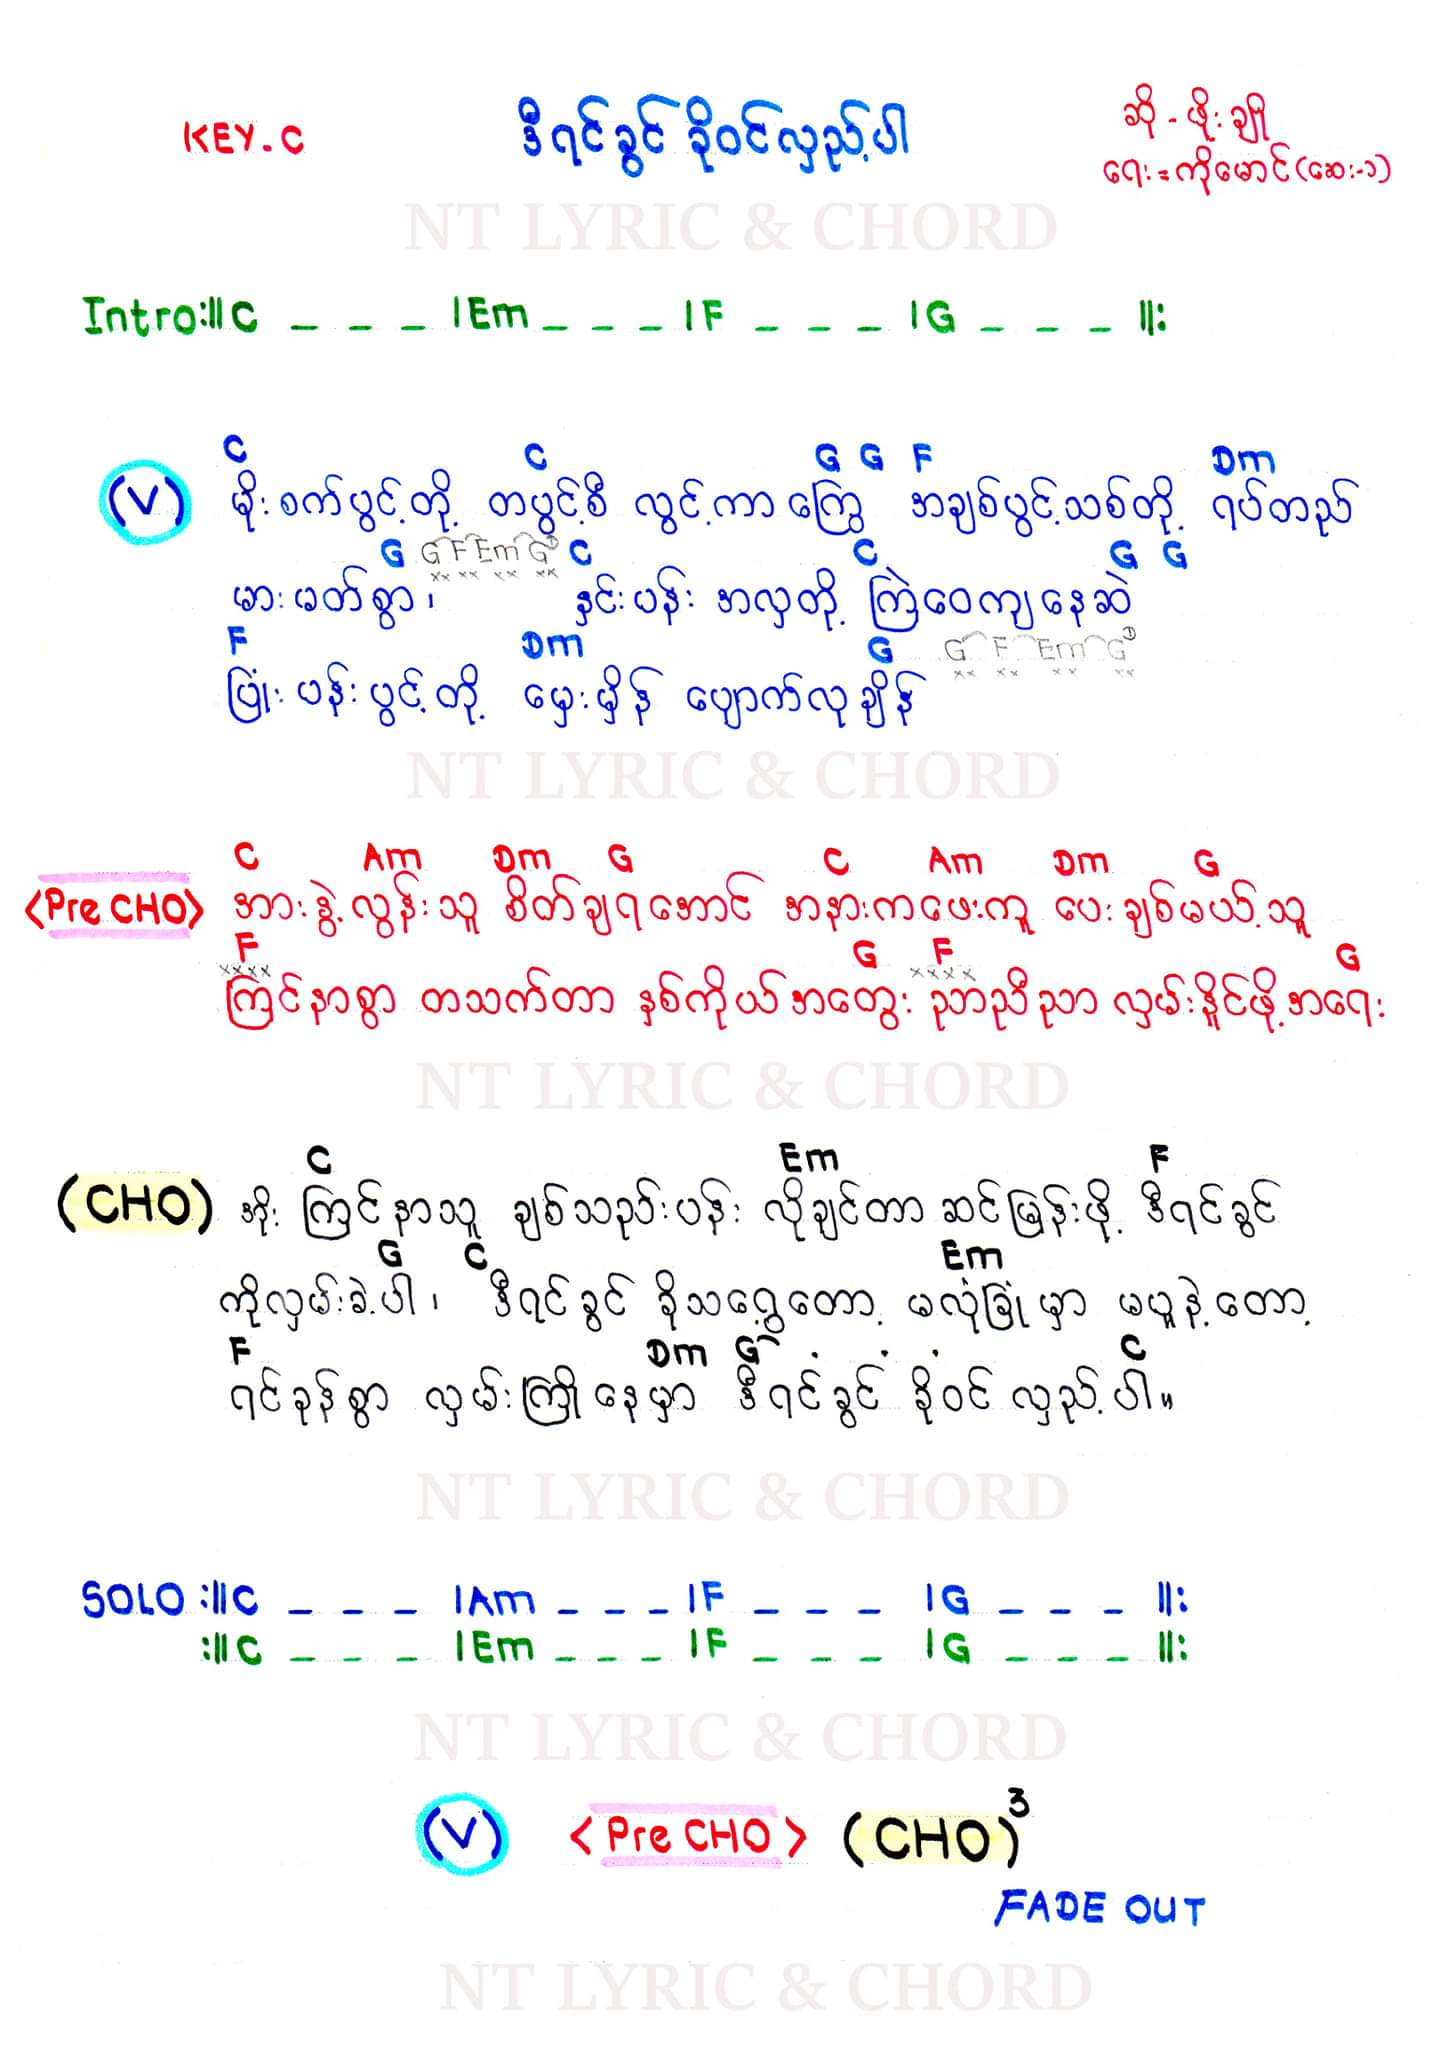 KEY.C
ဒီရင်ခွင် ခိုဝင်လှည့်ပါ
ဆို - ဖိုးချို
ရေး = ကိုမောင် (ဆေး-၁)
NT LYRIC & CHORD
Intro :||C _ _ _ |Em _ _ _ |F _ _ _ |G _ _ _ ||:
C C G G F Dm
(V) မိုးစက်ပွင့်တို့ တပွင့်စီ လွင့်ကာကြွေ အချစ်ပွင့်သစ်တို့ ရပ်တည်
G G F Em G C C G G
မားမတ်စွာ၊ နှင်းပန်း အလှတို့ ကြဲဝေကျနေဆဲ
F Dm G G F Em G
ပြုံးပန်းပွင့်တို့ မှေးမှိန် ပျောက်လုချိန်
NT LYRIC & CHORD
C Am Dm G C Am Dm G
<Pre CHO> အားနွဲ့လွန်းသူ စိတ်ချရအောင် အနားကဖေးကူ ပေးချစ်မယ့်သူ
F G F G
ကြင်နာစွာ တသက်တာ နှစ်ကိုယ်အတွေး ညာညီညာ လှမ်းနိူင်ဖို့အရေး
NT LYRIC & CHORD
C Em F
(CHO) အိုး ကြင်နာသူ ချစ်သည်းပန်း လိုချင်တာ ဆင်မြန်းဖို့ ဒီရင်ခွင်
G C Em
ကိုလှမ်းခဲ့ပါ၊ ဒီရင်ခွင် ခိုသရွေ့တော့ မလုံခြုံမှာ မပူနဲ့တော့
F Dm G C
ရင်ခုန်စွာ လှမ်းကြိုနေမှာ ဒီရင်ခွင် ခိုဝင်လှည့်ပါ။
NT LYRIC & CHORD
SOLO :||C _ _ _ |Am _ _ _ |F _ _ _ |G _ _ _ ||:
:||C _ _ _ |Em _ _ _ |F _ _ _ |G _ _ _ ||:
NT LYRIC & CHORD
(V) <Pre CHO> (CHO)³
FADE OUT
NT LYRIC & CHORD